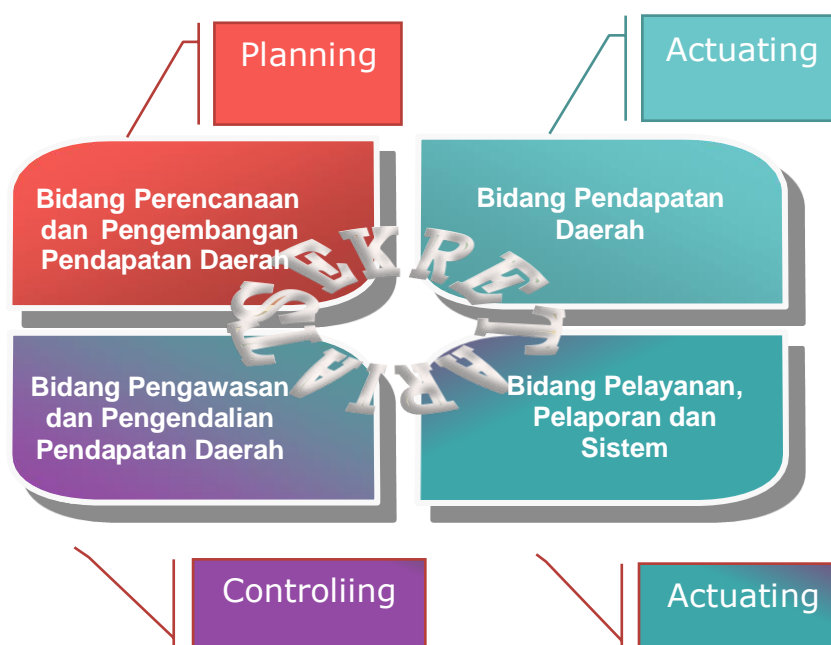 Planning
Actuating
Bidang Perencanaan
dan Pengembangan
Pendapatan Daerah
Bidang Pendapatan
Daerah
SEKRETARIAT
Bidang Pengawasan
dan Pengendalian
Pendapatan Daerah
Bidang Pelayanan,
Pelaporan dan
Sistem
Controliing
Actuating